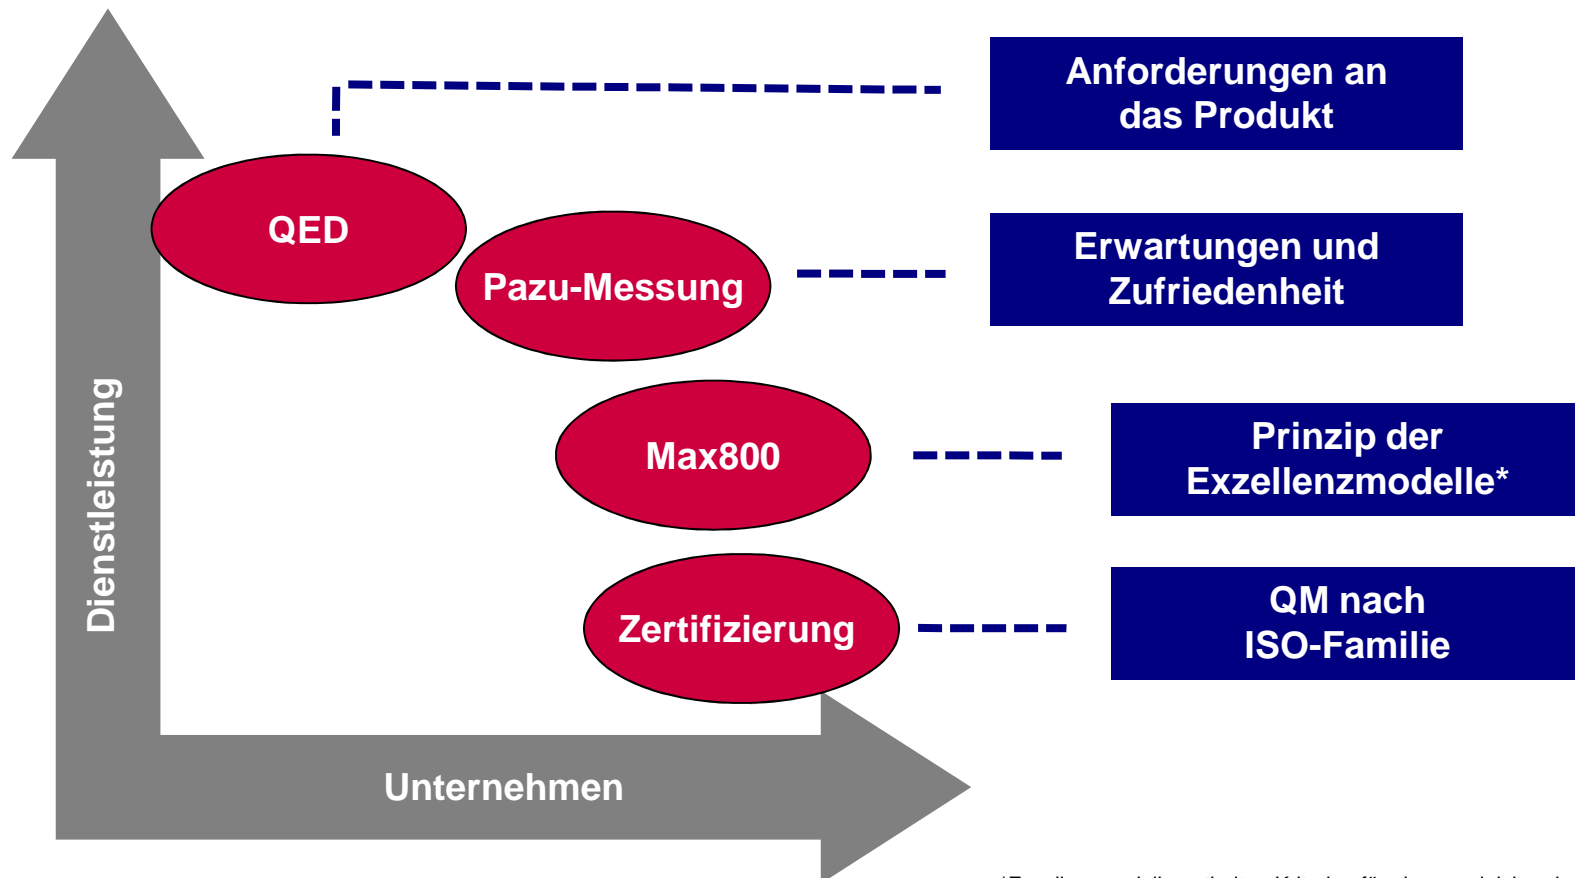 Anforderungen an
das Produkt
QED
Erwartungen und
Zufriedenheit
Pazu-Messung
Dienstleistung
Max800
Prinzip der
Exzellenzmodelle*
Zertifizierung
QM nach
ISO-Familie
Unternehmen